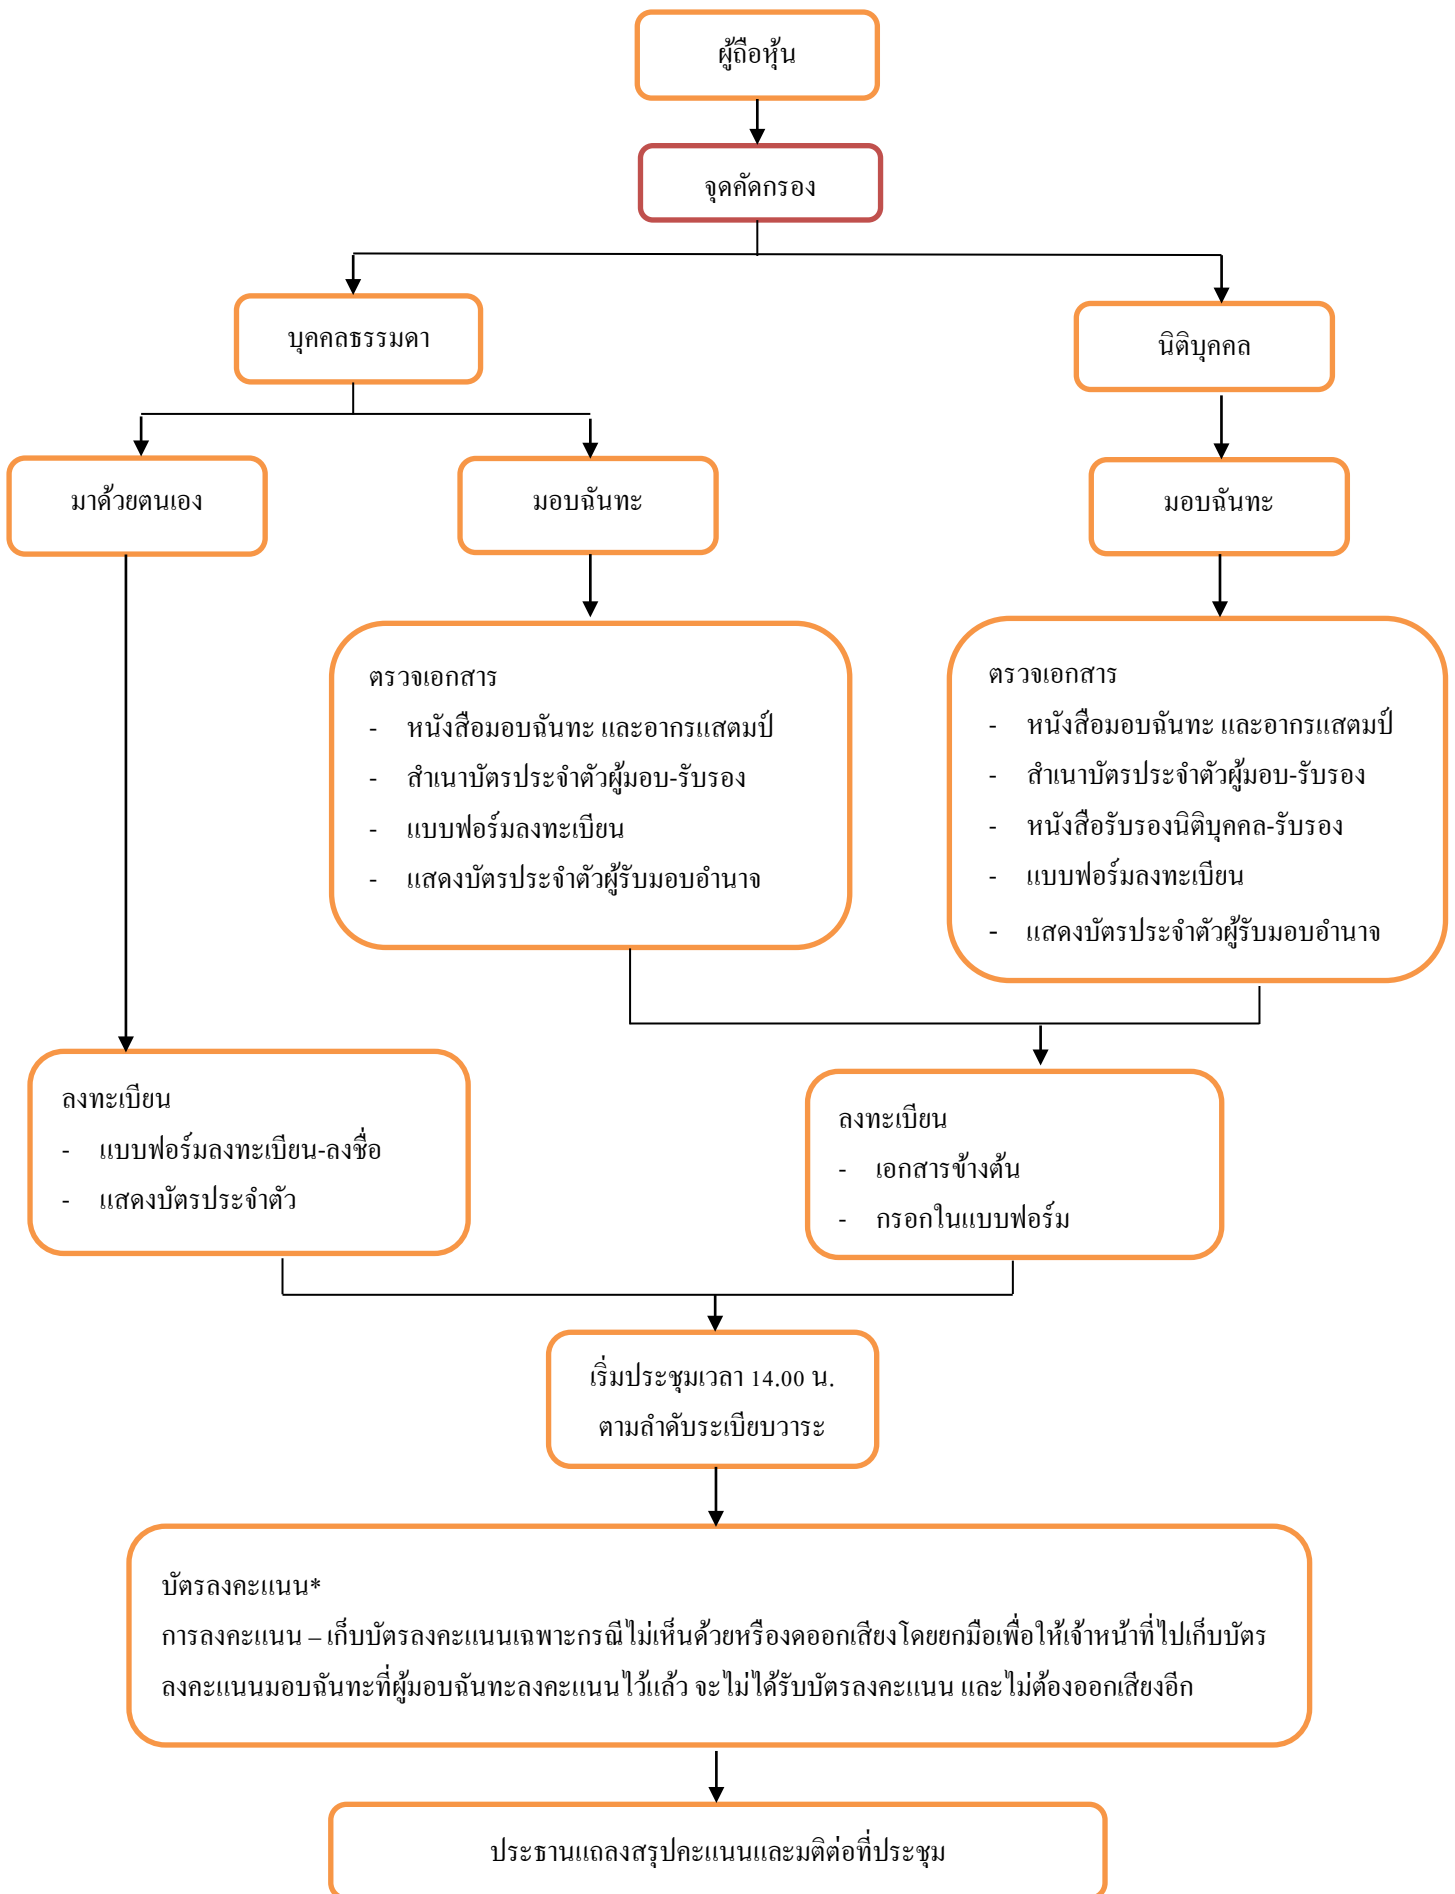 ผู้ถือหุ้น
จุดคัดกรอง
บุคคลธรรมดา
นิติบุคคล
มาด้วยตนเอง
มอบฉันทะ
มอบฉันทะ
ตรวจเอกสาร
- หนังสือมอบฉันทะ และอากรแสตมป์
- สำเนาบัตรประจำตัวผู้มอบ-รับรอง
- แบบฟอร์มลงทะเบียน
- แสดงบัตรประจำตัวผู้รับมอบอำนาจ
ตรวจเอกสาร
- หนังสือมอบฉันทะ และอากรแสตมป์
- สำเนาบัตรประจำตัวผู้มอบ-รับรอง
- หนังสือรับรองนิติบุคคล-รับรอง
- แบบฟอร์มลงทะเบียน
- แสดงบัตรประจำตัวผู้รับมอบอำนาจ
ลงทะเบียน
- แบบฟอร์มลงทะเบียน-ลงชื่อ
- แสดงบัตรประจำตัว
ลงทะเบียน
- เอกสารข้างต้น
- กรอกในแบบฟอร์ม
เริ่มประชุมเวลา 14.00 น.
ตามลำดับระเบียบวาระ
บัตรลงคะแนน*
การลงคะแนน – เก็บบัตรลงคะแนนเฉพาะกรณีไม่เห็นด้วยหรืองดออกเสียงโดยยกมือเพื่อให้เจ้าหน้าที่ไปเก็บบัตร
ลงคะแนนมอบฉันทะที่ผู้มอบฉันทะลงคะแนนไว้แล้ว จะไม่ได้รับบัตรลงคะแนน และไม่ต้องออกเสียงอีก
ประธานแถลงสรุปคะแนนและมติต่อที่ประชุม